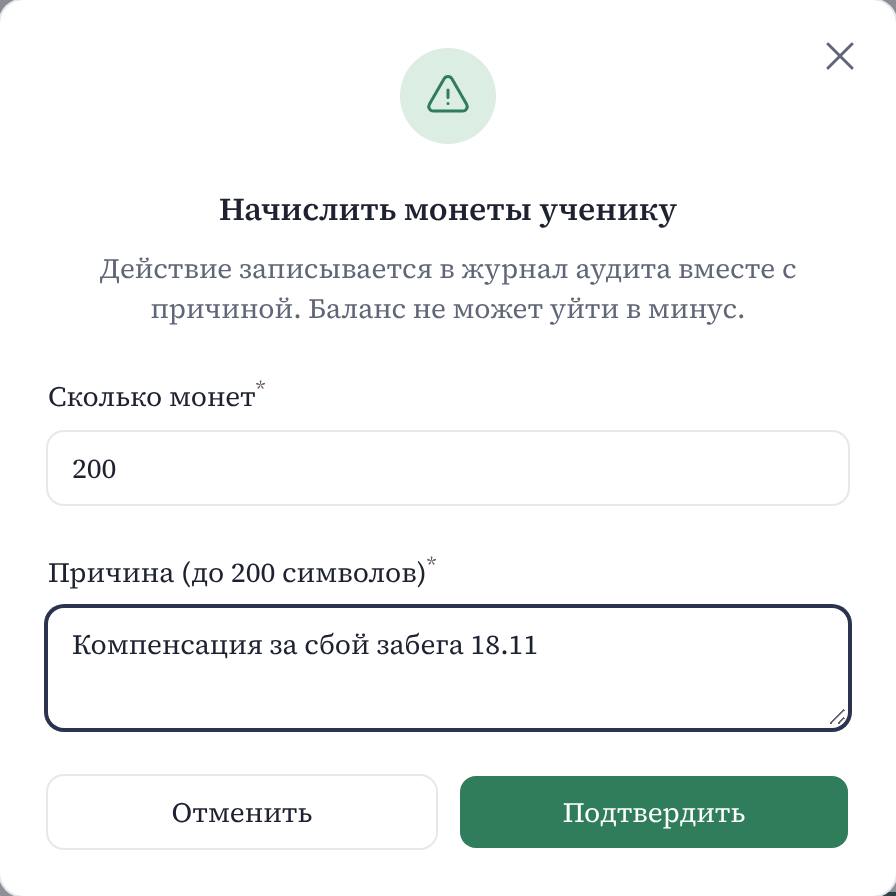 Начислить монеты ученику
Действие записывается в журнал аудита вместе с
причиной. Баланс не может уйти в минус.
Сколько монет*
200
Причина (до 200 символов)*
Компенсация за сбой забега 18.11
Отменить
Подтвердить